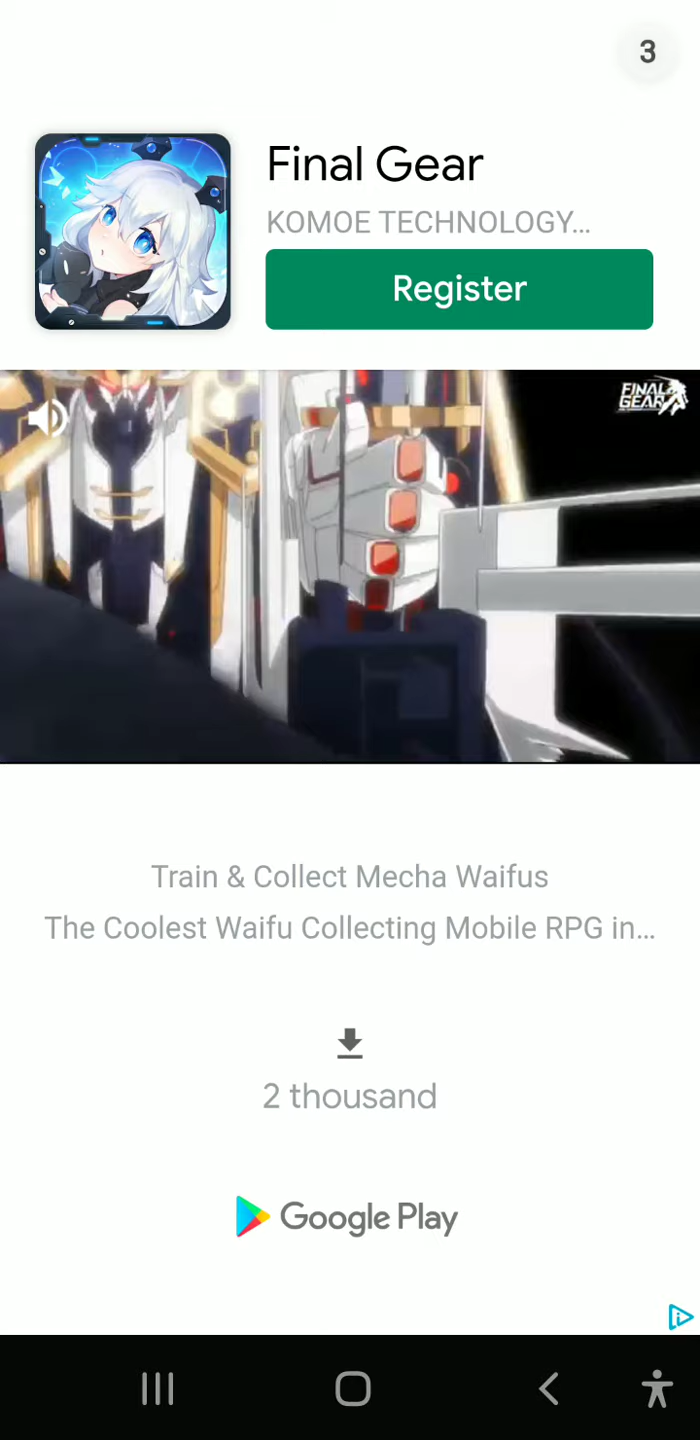 3
Final Gear
KOMOE TECHNOLOGY...
Register
FINAL
GEAR
Train & Collect Mecha Waifus
The Coolest Waifu Collecting Mobile RPG in...
2 thousand
Google Play